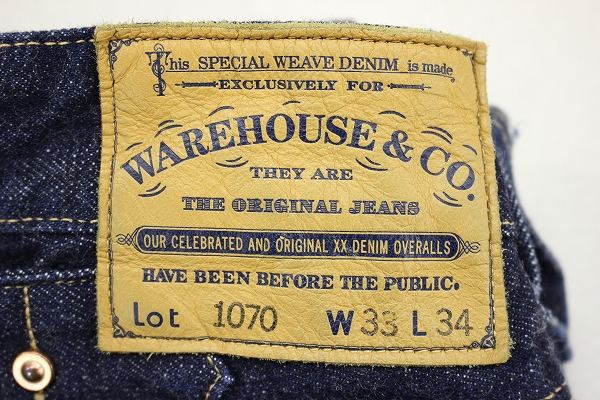 This SPECIAL WEAVE DENIM is made
EXCLUSIVELY FOR
WAREHOUSE & CO.
THEY ARE
THE ORIGINAL JEANS
OUR CELEBRATED AND ORIGINAL XX DENIM OVERALLS
HAVE BEEN BEFORE THE PUBLIC.
Lot 1070 W 33 L 34